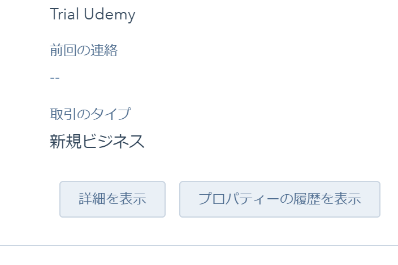 Trial Udemy
前回の連絡
--
取引のタイプ
新規ビジネス
詳細を表示 プロパティーの履歴を表示